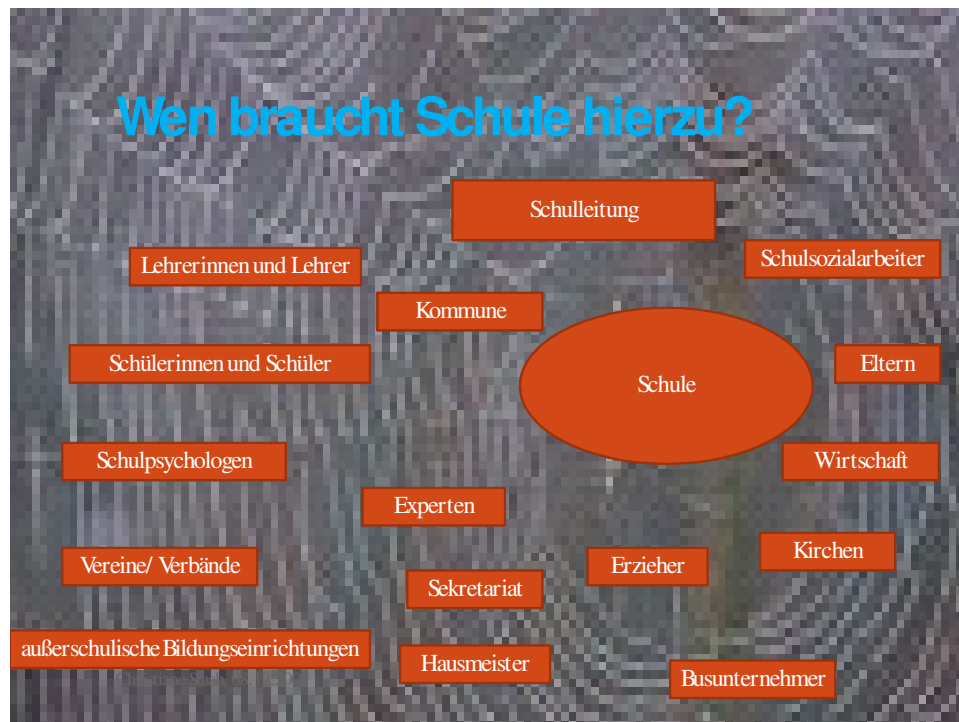 Wen braucht Schule hierzu?
Schulleitung
Schulsozialarbeiter
Lehrerinnen und Lehrer
Kommune
Schülerinnen und Schüler
Schule
Eltern
Schulpsychologen
Wirtschaft
Experten
Kirchen
Vereine/ Verbände
Erzieher
Sekretariat
außerschulische Bildungseinrichtungen
Hausmeister
Busunternehmer